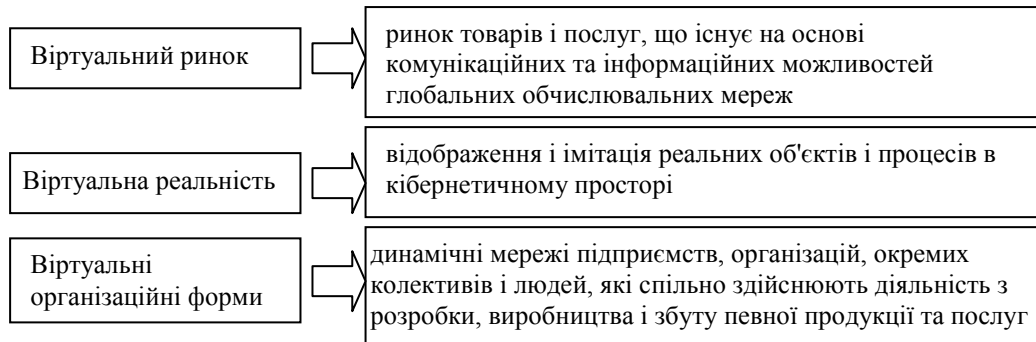 Віртуальний ринок
ринок товарів і послуг, що існує на основі
комунікаційних та інформаційних можливостей
глобальних обчислювальних мереж
Віртуальна реальність
відображення і імітація реальних об'єктів і процесів в
кібернетичному просторі
Віртуальні
організаційні форми
динамічні мережі підприємств, організацій, окремих
колективів і людей, які спільно здійснюють діяльність з
розробки, виробництва і збуту певної продукції та послуг